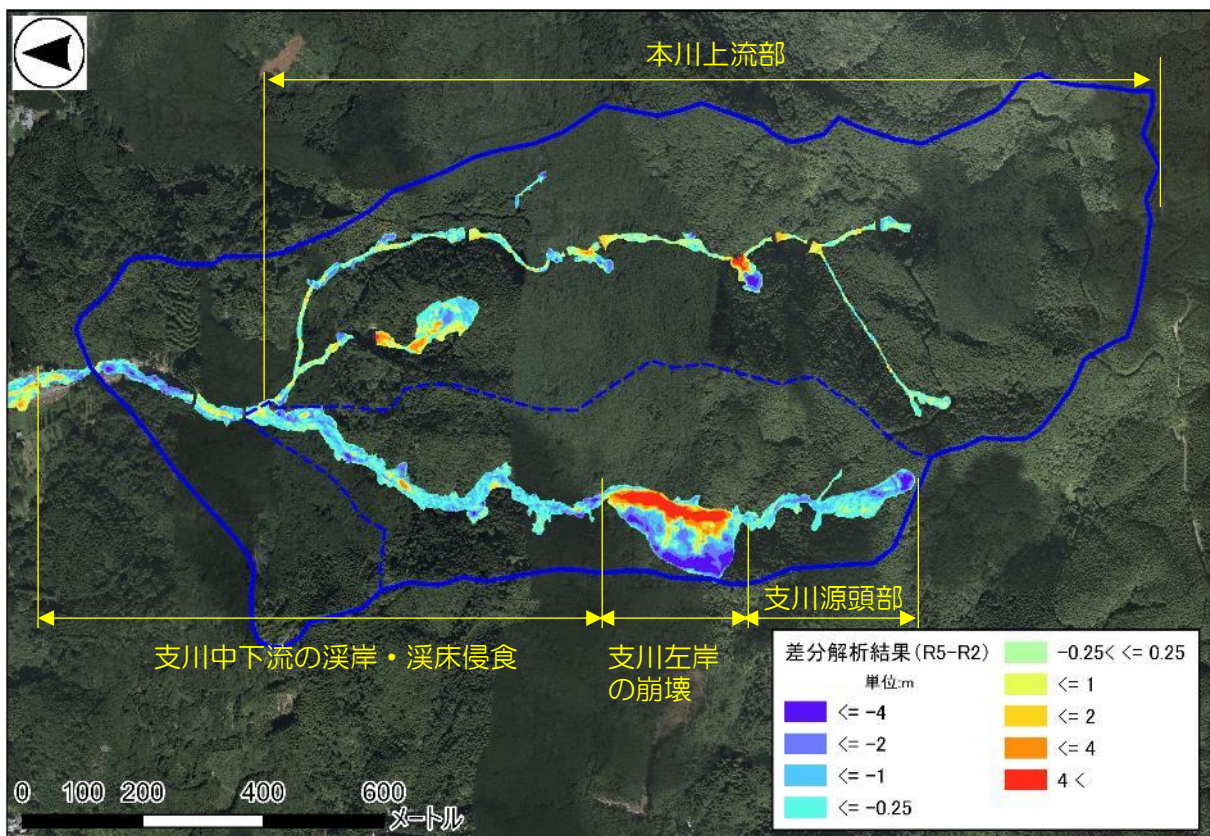 本川上流部
支川源頭部
支川中下流の渓岸・渓床侵食
支川左岸
の崩壊
差分解析結果(R5-R2)
単位:m
<= -4
<= -2
<= -1
<= -0.25
-0.25< <= 0.25
<= 1
<= 2
<= 4
4 <
0 100 200 400 600
メートル